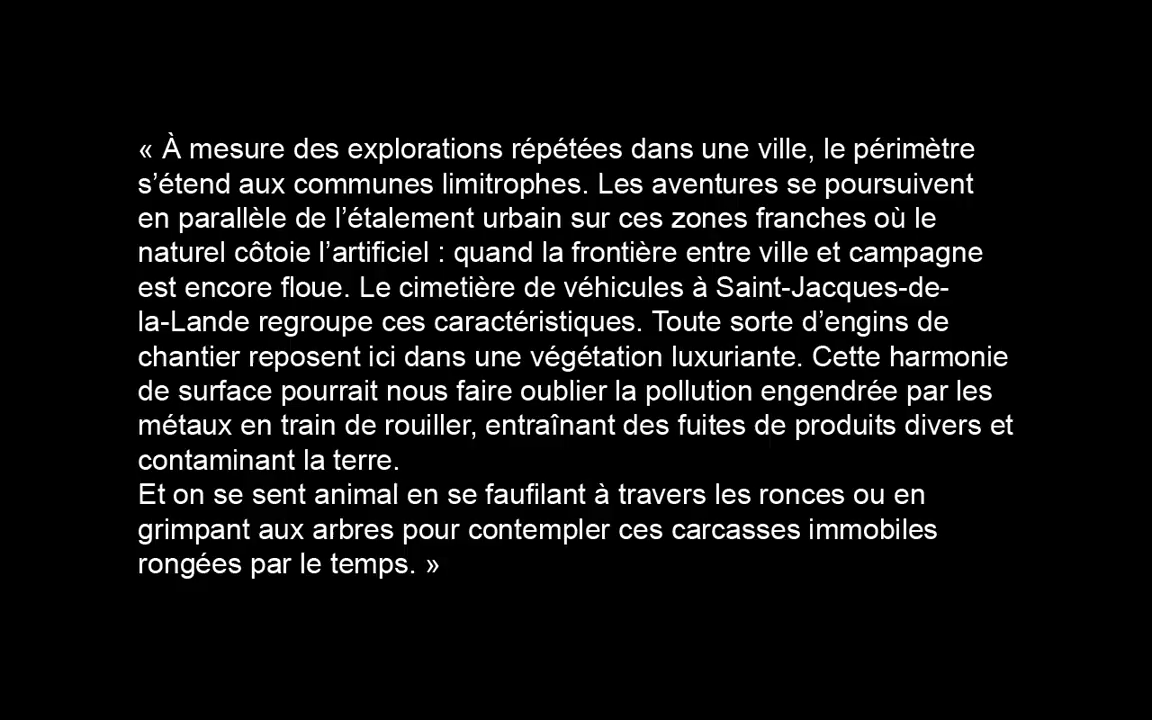 « À mesure des explorations répétées dans une ville, le périmètre
s’étend aux communes limitrophes. Les aventures se poursuivent
en parallèle de l’étalement urbain sur ces zones franches où le
naturel côtoie l’artificiel : quand la frontière entre ville et campagne
est encore floue. Le cimetière de véhicules à Saint-Jacques-de-
la-Lande regroupe ces caractéristiques. Toute sorte d’engins de
chantier reposent ici dans une végétation luxuriante. Cette harmonie
de surface pourrait nous faire oublier la pollution engendrée par les
métaux en train de rouiller, entraînant des fuites de produits divers et
contaminant la terre.
Et on se sent animal en se faufilant à travers les ronces ou en
grimpant aux arbres pour contempler ces carcasses immobiles
rongées par le temps. »